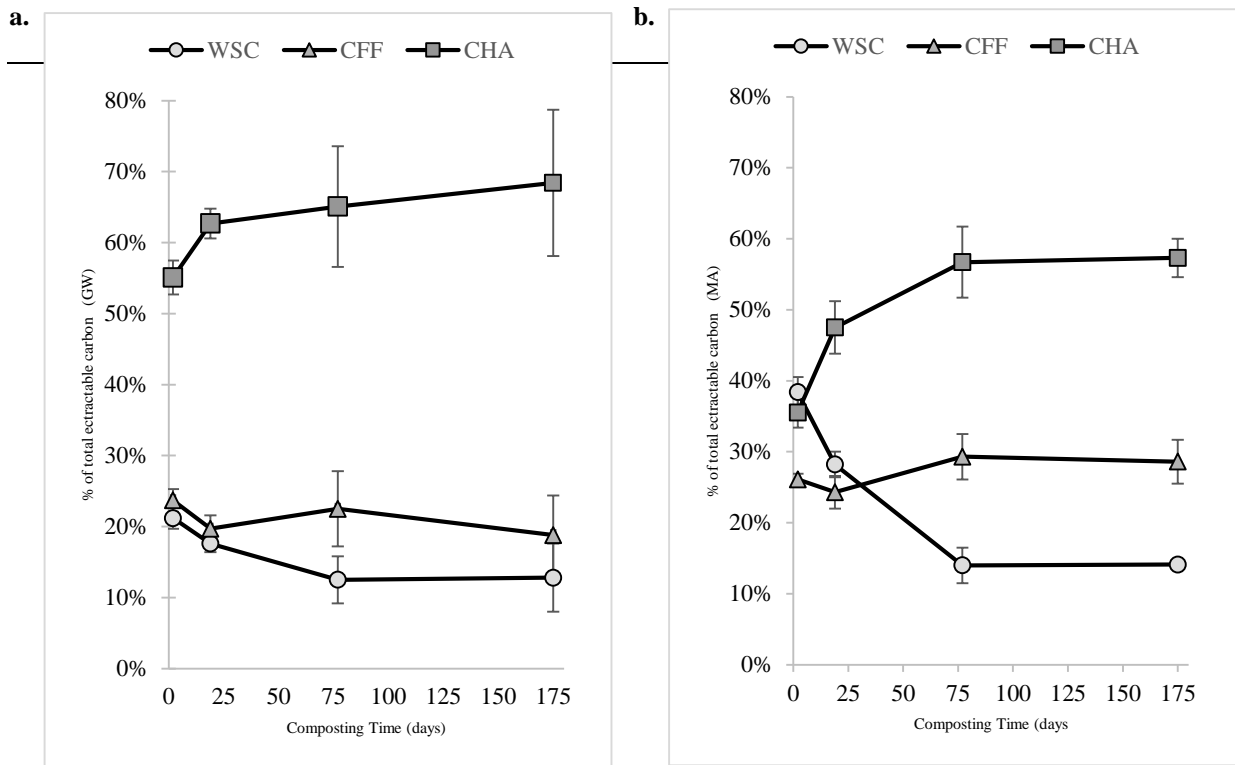 a.
WSC CFF CHA
80%
70%
60%
50%
40%
30%
20%
10%
0%
% of total ectractable carbon (GW)
0 25 50 75 100 125 150 175
Composting Time (days)
b.
WSC CFF CHA
80%
70%
60%
50%
40%
30%
20%
10%
0%
% of total ectractable carbon (MA)
0 25 50 75 100 125 150 175
Composting Time (days